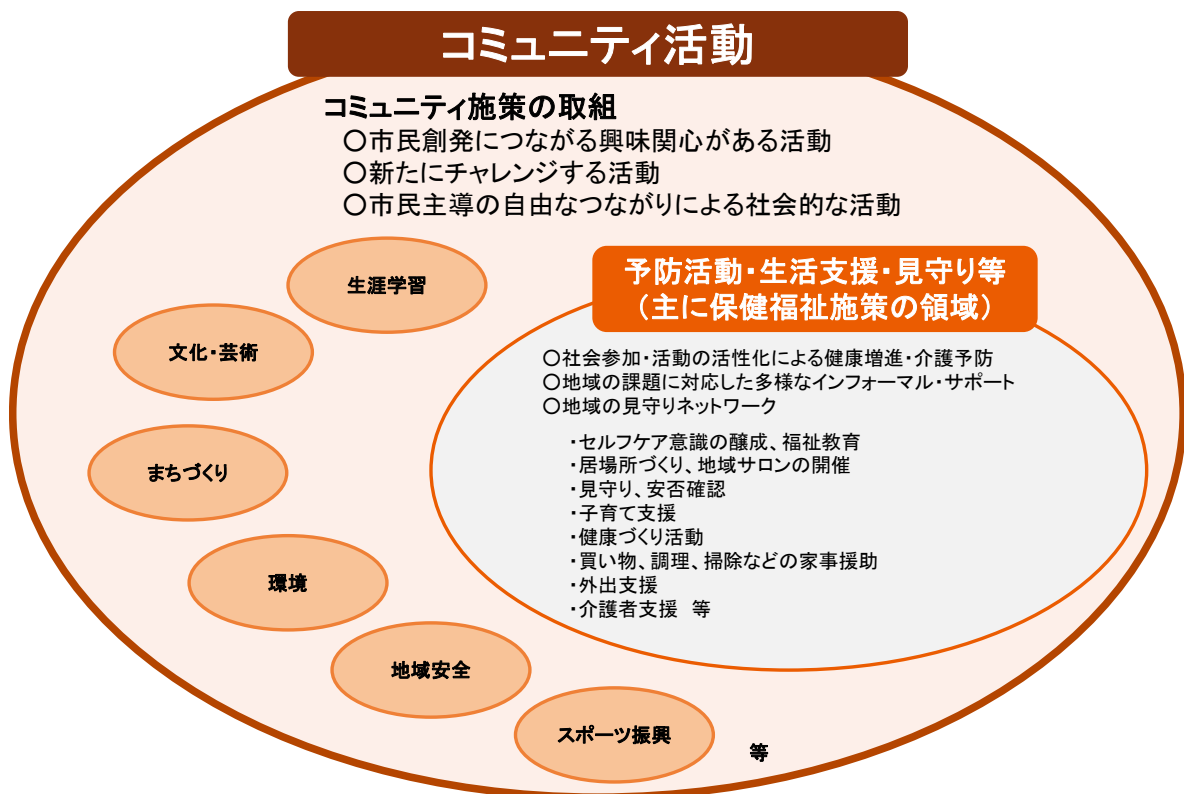 コミュニティ活動
コミュニティ施策の取組
○市民創発につながる興味関心がある活動
○新たにチャレンジする活動
○市民主導の自由なつながりによる社会的な活動
生涯学習
文化・芸術
まちづくり
環境
地域安全
スポーツ振興
等
予防活動・生活支援・見守り等
（主に保健福祉施策の領域）
○社会参加・活動の活性化による健康増進・介護予防
○地域の課題に対応した多様なインフォーマル・サポート
○地域の見守りネットワーク
・セルフケア意識の醸成、福祉教育
・居場所づくり、地域サロンの開催
・見守り、安否確認
・子育て支援
・健康づくり活動
・買い物、調理、掃除などの家事援助
・外出支援
・介護者支援　等